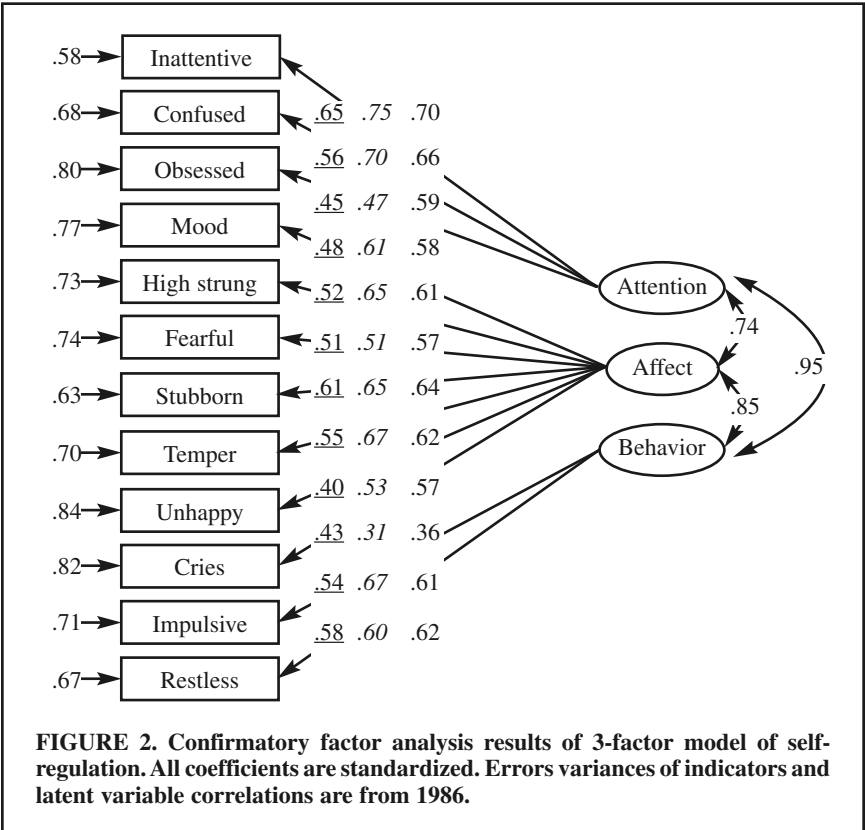 .58 Inattentive
.68 Confused .65 .75 .70
.80 Obsessed .56 .70 .66
.45 .47 .59
.77 Mood
.48 .61 .58
.73 High strung .52 .65 .61 Attention
.74
.74 Fearful .51 .51 .57
.63 Stubborn .61 .65 .64 Affect .95
.85
.70 Temper .55 .67 .62 Behavior
.84 Unhappy .40 .53 .57
.43 .31 .36
.82 Cries
.54 .67 .61
.71 Impulsive
.58 .60 .62
.67 Restless
FIGURE 2. Confirmatory factor analysis results of 3-factor model of self-
regulation. All coefficients are standardized. Errors variances of indicators and
latent variable correlations are from 1986.